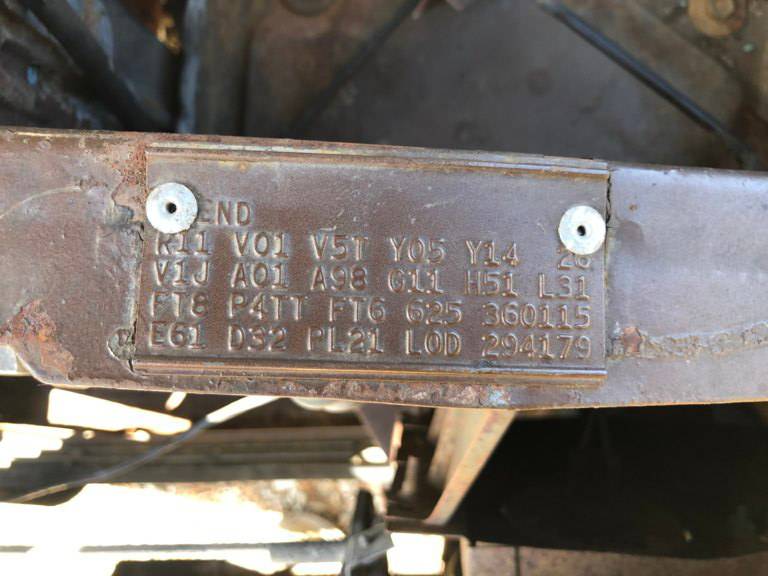 END
R11 V01 V5T Y05 Y14 26
V1J A01 A98 G11 H51 L31
FT8 P4TT FT6 625 360115
E61 D32 PL21 LOD 294179